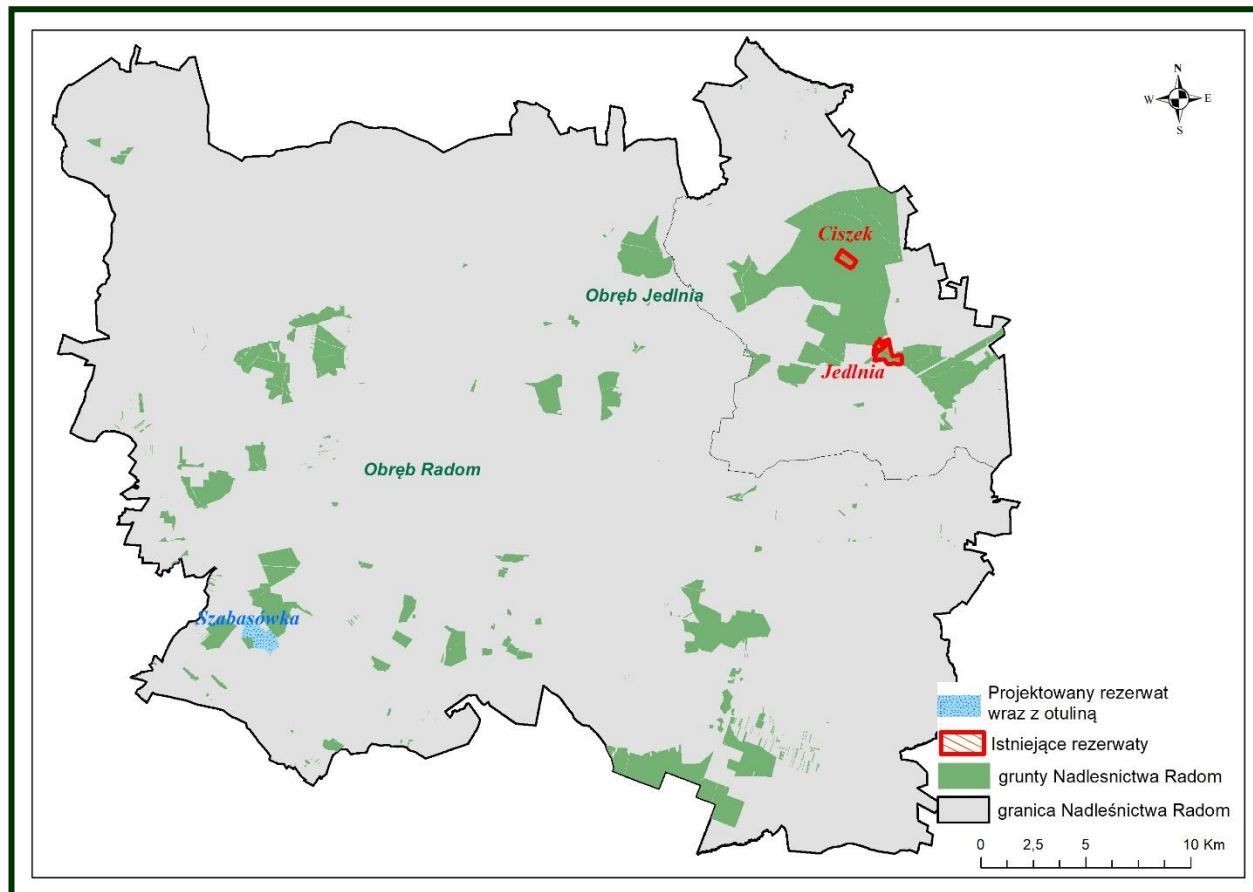 N
W E
S
Ciszek
Obręb Jedlnia
Jedlnia
Obręb Radom
Szabasówka
Projektowany rezerwat
wraz z otuliną
Istniejące rezerwaty
grunty Nadlesnictwa Radom
granica Nadleśnictwa Radom
0 2,5 5 10 Km